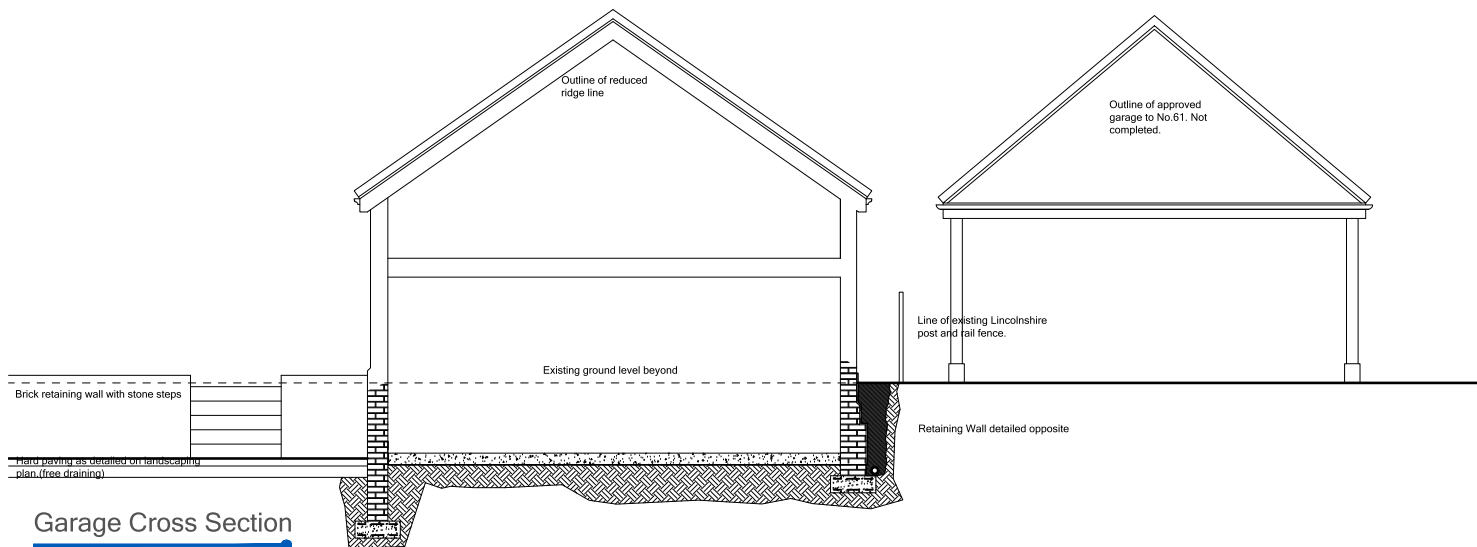 Outline of reduced
ridge line
Outline of approved
garage to No.61. Not
completed.
Line of existing Lincolnshire
post and rail fence.
Existing ground level beyond
Brick retaining wall with stone steps
Retaining Wall detailed opposite
Hard paving as detailed on landscaping
plan.(free draining)
Garage Cross Section